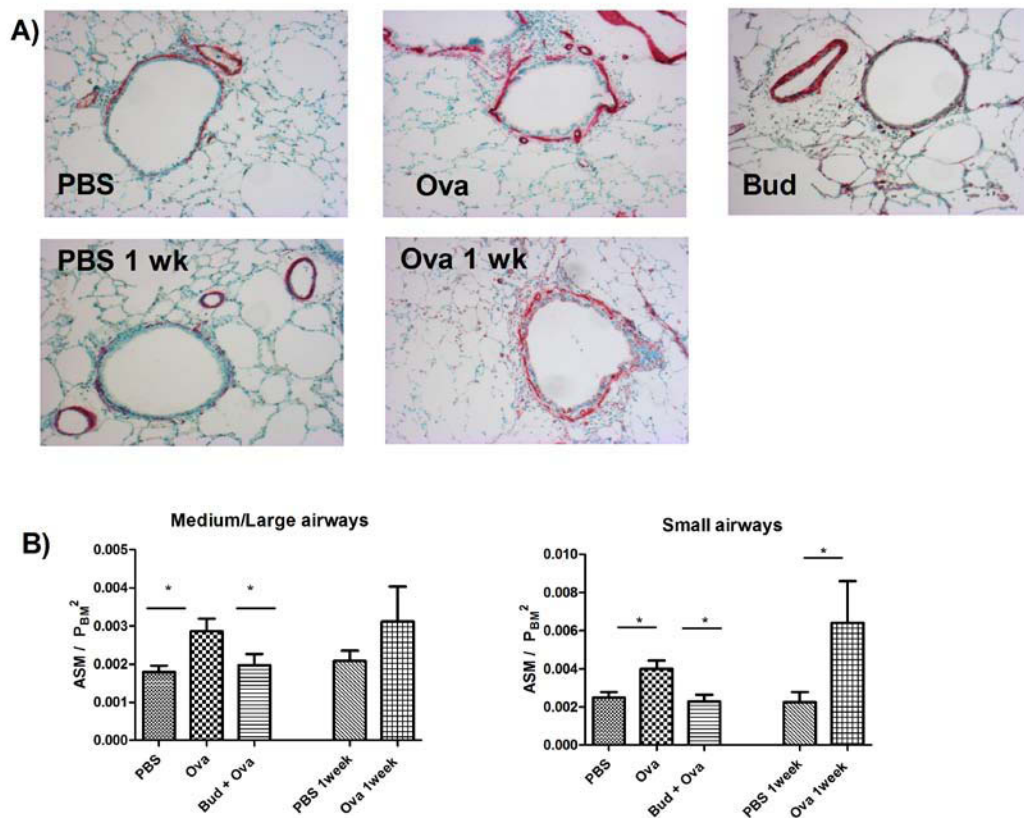 A)
PBS
Ova
Bud
PBS 1 wk
Ova 1 wk
B)
Medium/Large airways
ASM / P_BM^2
0.005
0.004
0.003
0.002
0.001
0.000
*
*
PBS
Ova
Bud + Ova
PBS 1week
Ova 1week
Small airways
ASM / P_BM^2
0.010
0.008
0.006
0.004
0.002
0.000
*
*
*
PBS
Ova
Bud + Ova
PBS 1week
Ova 1week